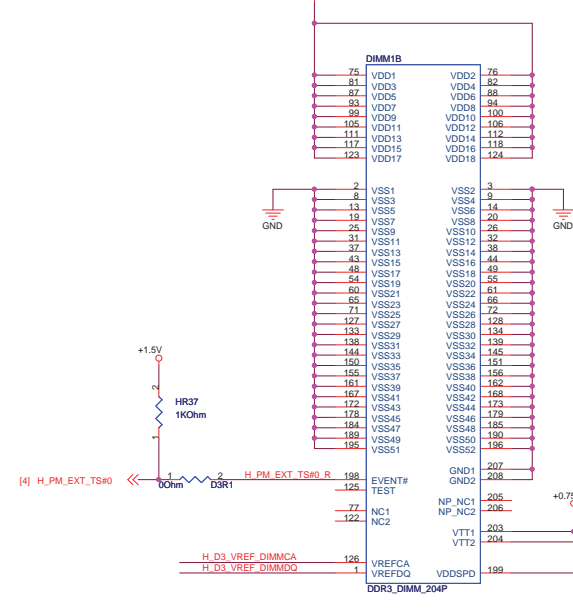 DIMM1B
75 VDD1 VDD2 76
81 VDD3 VDD4 82
87 VDD5 VDD6 88
93 VDD7 VDD8 94
99 VDD9 VDD10 100
105 VDD11 VDD12 106
111 VDD13 VDD14 112
117 VDD15 VDD16 118
123 VDD17 VDD18 124
2 VSS1 VSS2 3
8 VSS3 VSS4 9
13 VSS5 VSS6 14
19 VSS7 VSS8 20
25 VSS9 VSS10 26
31 VSS11 VSS12 32
37 VSS13 VSS14 38
43 VSS15 VSS16 44
48 VSS17 VSS18 49
54 VSS19 VSS20 55
60 VSS21 VSS22 61
65 VSS23 VSS24 66
71 VSS25 VSS26 72
127 VSS27 VSS28 128
133 VSS29 VSS30 134
138 VSS31 VSS32 139
144 VSS33 VSS34 145
150 VSS35 VSS36 151
155 VSS37 VSS38 156
161 VSS39 VSS40 162
167 VSS41 VSS42 168
172 VSS43 VSS44 173
178 VSS45 VSS46 179
184 VSS47 VSS48 185
189 VSS49 VSS50 190
195 VSS51 VSS52 196
GND
GND
+1.5V
2
HR37
1KOhm
1
GND1 207
GND2 208
[4] H_PM_EXT_TS#0
1 2
0Ohm D3R1
H_PM_EXT_TS#0_R 198 EVENT#
125 TEST
NP_NC1 205
NP_NC2 206
77 NC1
122 NC2
+0.75
VTT1 203
VTT2 204
H_D3_VREF_DIMMCA 126 VREFCA
H_D3_VREF_DIMMDQ 1 VREFDQ
VDDSPD 199
DDR3_DIMM_204P